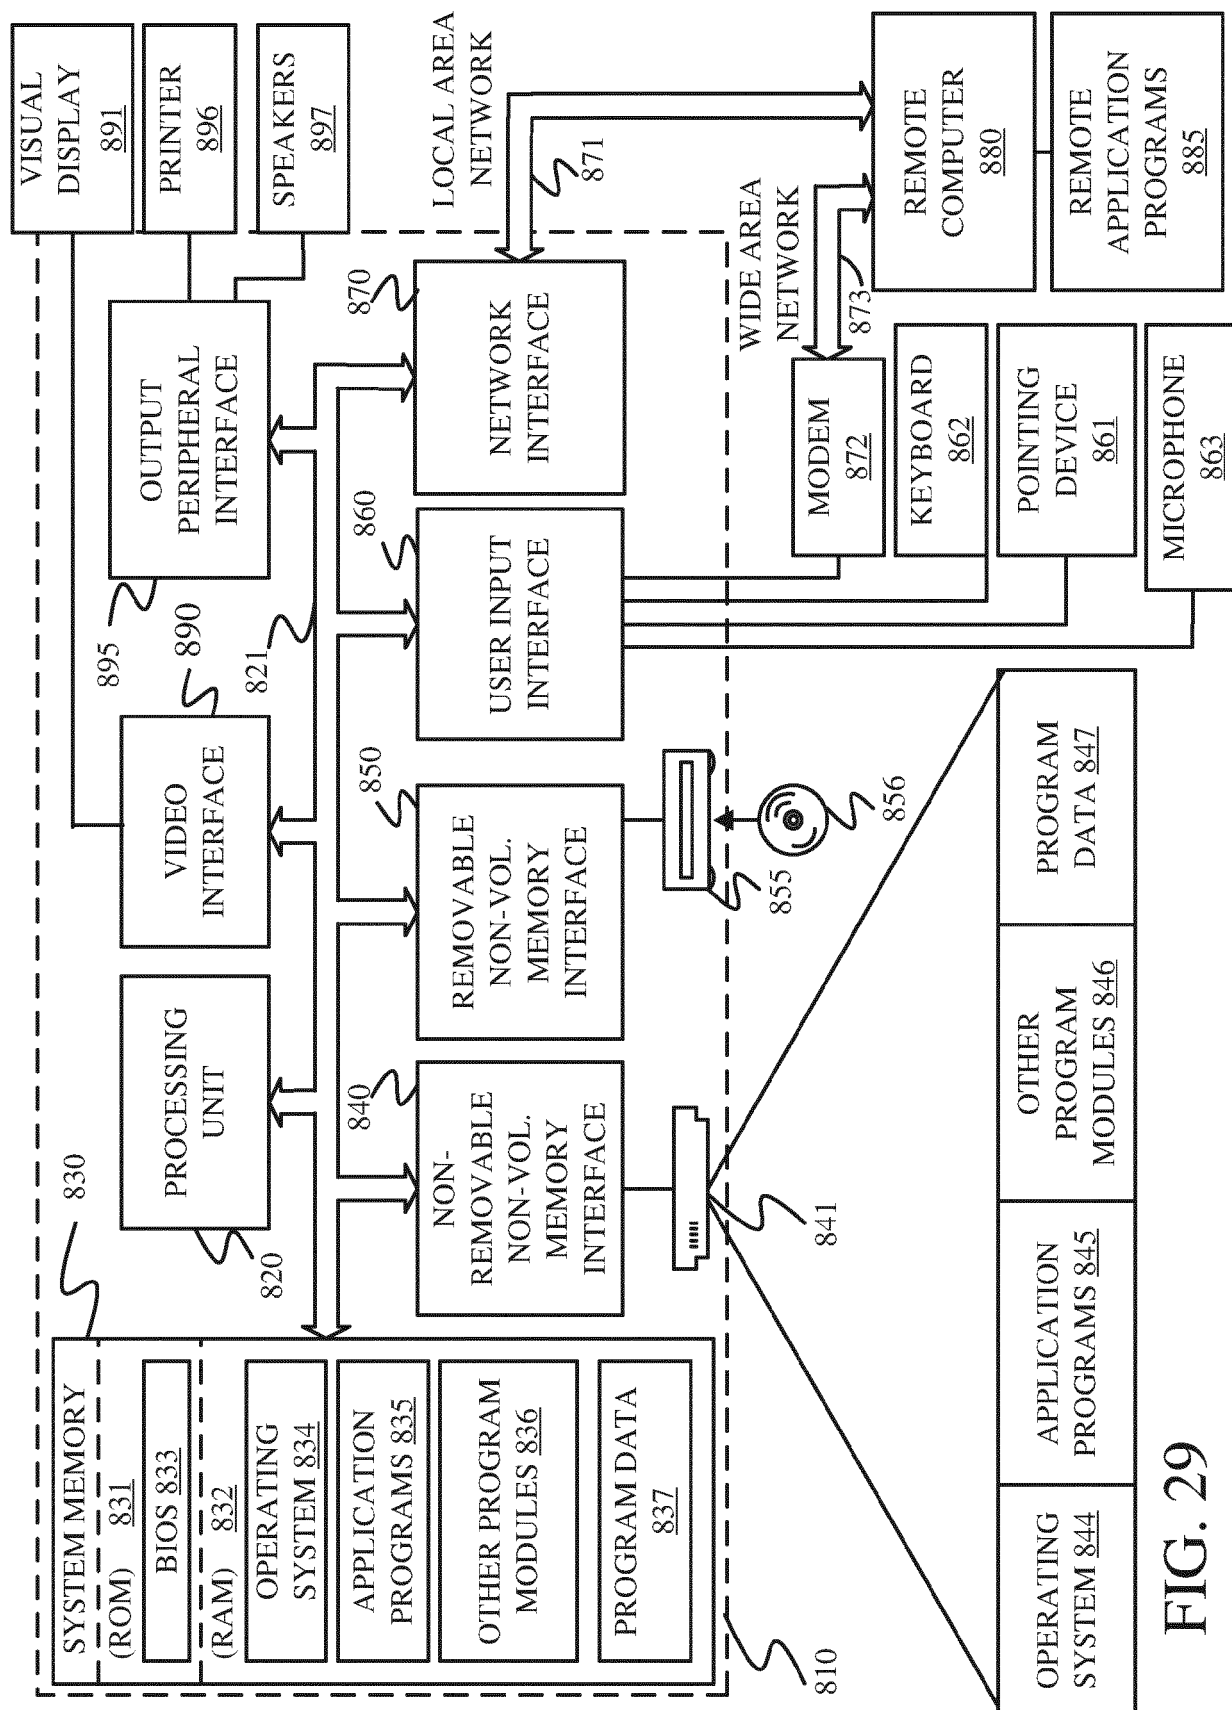 SYSTEM MEMORY
(ROM) 831
BIOS 833
(RAM) 832
OPERATING
SYSTEM 834
APPLICATION
PROGRAMS 835
OTHER PROGRAM
MODULES 836
PROGRAM DATA
837
810
830
PROCESSING
UNIT
820
VIDEO
INTERFACE
890
OUTPUT
PERIPHERAL
INTERFACE
895
821
VISUAL
DISPLAY
891
PRINTER
896
SPEAKERS
897
NON-
REMOVABLE
NON-VOL.
MEMORY
INTERFACE
840
REMOVABLE
NON-VOL.
MEMORY
INTERFACE
850
USER INPUT
INTERFACE
860
NETWORK
INTERFACE
870
LOCAL AREA
NETWORK
871
841
855
856
WIDE AREA
NETWORK
873
MODEM
872
KEYBOARD
862
POINTING
DEVICE
861
MICROPHONE
863
REMOTE
COMPUTER
880
REMOTE
APPLICATION
PROGRAMS
885
OPERATING
SYSTEM 844
APPLICATION
PROGRAMS 845
OTHER
PROGRAM
MODULES 846
PROGRAM
DATA 847
FIG. 29